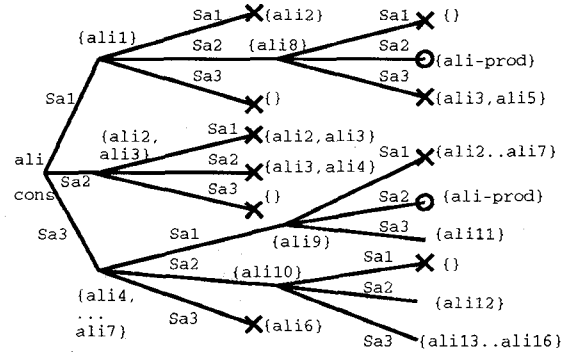 Sa1 {ali2} Sa1 {}
{ali1} Sa2 {ali8} Sa2 {ali-prod}
Sa3 Sa3 {ali3,ali5}
Sa1 {}
{ali2,
ali3} Sa1 {ali2,ali3}
ali Sa2 {ali3,ali4} Sa1 {ali2..ali7}
cons Sa2 Sa3 {} Sa2 {ali-prod}
Sa3 Sa1 {ali9} Sa3 {ali11}
Sa2 {ali10} Sa1 {}
{ali4,
...
ali7} Sa2 {ali12}
Sa3 {ali6}
Sa3 {ali13..ali16}